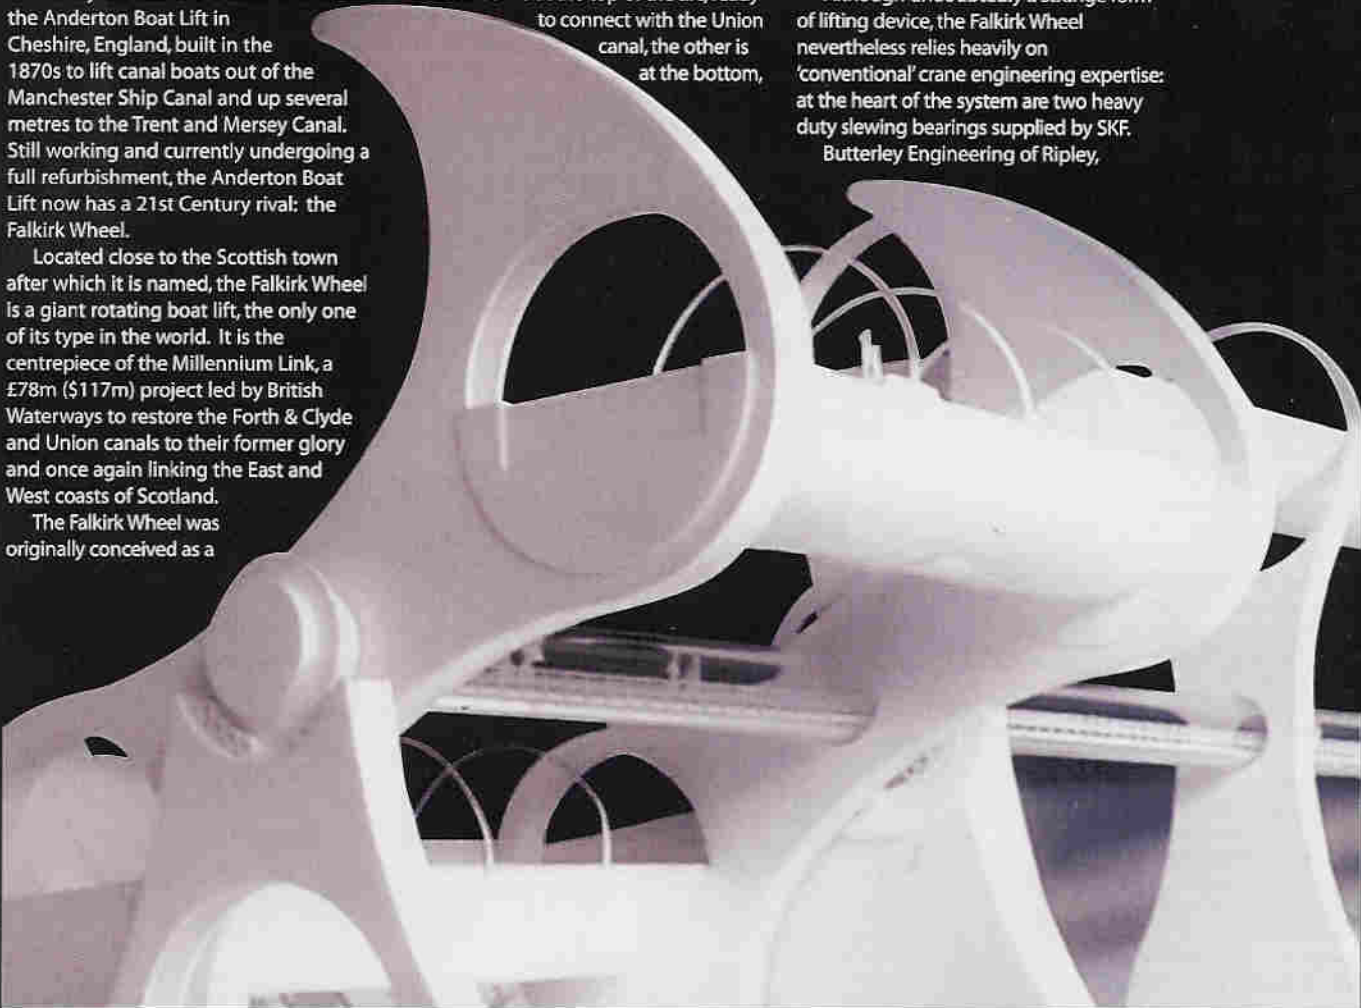 the Anderton Boat Lift in
Cheshire, England, built in the
1870s to lift canal boats out of the
Manchester Ship Canal and up several
metres to the Trent and Mersey Canal.
Still working and currently undergoing a
full refurbishment, the Anderton Boat
Lift now has a 21st Century rival: the
Falkirk Wheel.
Located close to the Scottish town
after which it is named, the Falkirk Wheel
is a giant rotating boat lift, the only one
of its type in the world. It is the
centrepiece of the Millennium Link, a
£78m ($117m) project led by British
Waterways to restore the Forth & Clyde
and Union canals to their former glory
and once again linking the East and
West coasts of Scotland.
The Falkirk Wheel was
originally conceived as a
to connect with the Union
canal, the other is
at the bottom,
of lifting device, the Falkirk Wheel
nevertheless relies heavily on
'conventional' crane engineering expertise:
at the heart of the system are two heavy
duty slewing bearings supplied by SKF.
Butterley Engineering of Ripley,